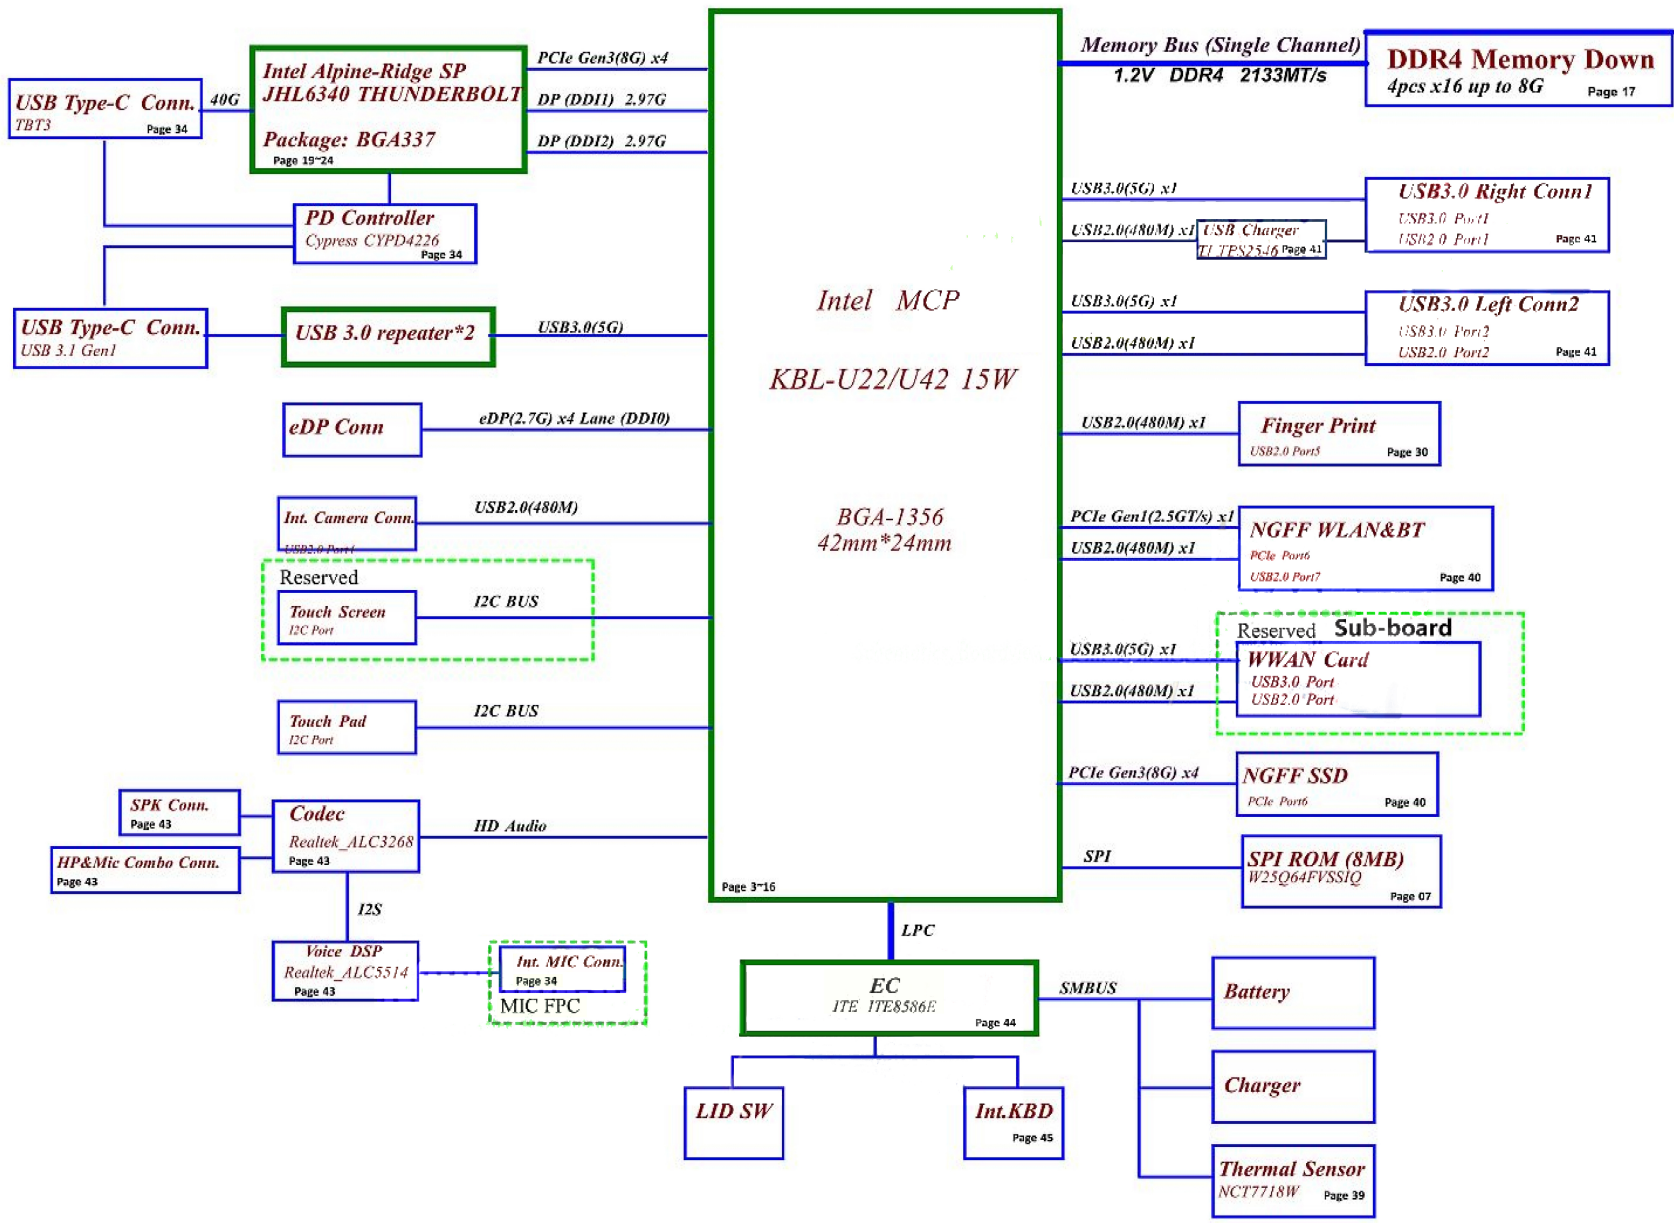 USB Type-C Conn.
TBT3
Page 34
40G
Intel Alpine-Ridge SP
JHL6340 THUNDERBOLT
Package: BGA337
Page 19~24
PCIe Gen3(8G) x4
DP (DDI1) 2.97G
DP (DDI2) 2.97G
PD Controller
Cypress CYPD4226
Page 34
USB Type-C Conn.
USB 3.1 Gen1
USB 3.0 repeater*2
USB3.0(5G)
eDP Conn
eDP(2.7G) x4 Lane (DDI0)
Int. Camera Conn.
USB2.0 Port4
USB2.0(480M)
Reserved
Touch Screen
I2C Port
I2C BUS
Touch Pad
I2C Port
I2C BUS
SPK Conn.
Page 43
HP&Mic Combo Conn.
Page 43
Codec
Realtek_ALC3268
Page 43
HD Audio
I2S
Voice DSP
Realtek_ALC5514
Page 43
Int. MIC Conn.
Page 34
MIC FPC
Intel MCP
KBL-U22/U42 15W
BGA-1356
42mm*24mm
Page 3~16
LPC
EC
ITE ITE8586E
Page 44
LID SW
Int.KBD
Page 45
SMBUS
Battery
Charger
Thermal Sensor
NCT7718W
Page 39
Memory Bus (Single Channel)
1.2V DDR4 2133MT/s
DDR4 Memory Down
4pcs x16 up to 8G
Page 17
USB3.0(5G) x1
USB2.0(480M) x1
USB Charger
TI TPS2546
Page 41
USB3.0 Right Conn1
USB3.0 Port1
USB2.0 Port1
Page 41
USB3.0(5G) x1
USB2.0(480M) x1
USB3.0 Left Conn2
USB3.0 Port2
USB2.0 Port2
Page 41
USB2.0(480M) x1
Finger Print
USB2.0 Port5
Page 30
PCIe Gen1(2.5GT/s) x1
USB2.0(480M) x1
NGFF WLAN&BT
PCIe Port6
USB2.0 Port7
Page 40
Reserved Sub-board
USB3.0(5G) x1
USB2.0(480M) x1
WWAN Card
USB3.0 Port
USB2.0 Port
PCIe Gen3(8G) x4
NGFF SSD
PCIe Port6
Page 40
SPI
SPI ROM (8MB)
W25Q64FVSSIQ
Page 07